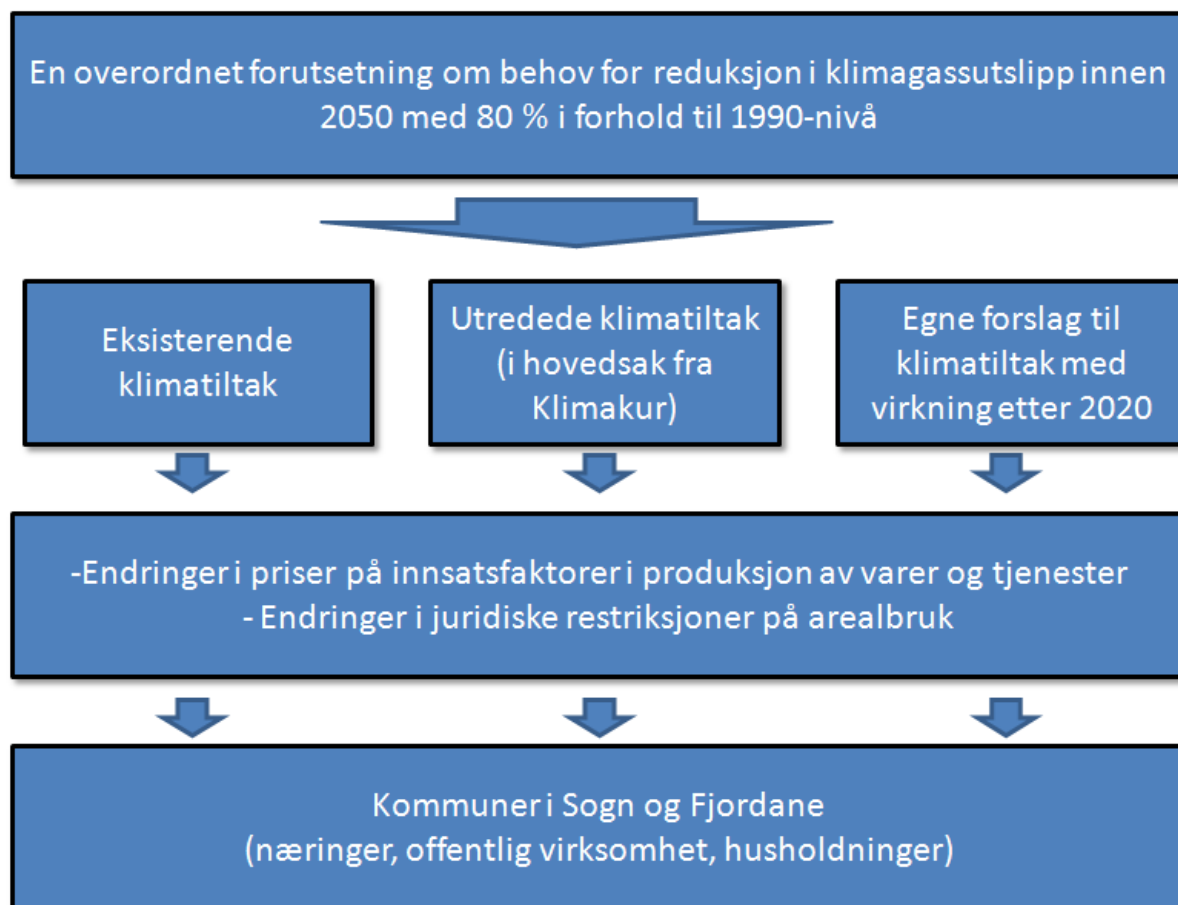 En overordnet forutsetning om behov for reduksjon i klimagassutslipp innen
2050 med 80 % i forhold til 1990-nivå
Eksisterende
klimatiltak
Utredede klimatiltak
(i hovedsak fra
Klimakur)
Egne forslag til
klimatiltak med
virkning etter 2020
-Endringer i priser på innsatsfaktorer i produksjon av varer og tjenester
- Endringer i juridiske restriksjoner på arealbruk
Kommuner i Sogn og Fjordane
(næringer, offentlig virksomhet, husholdninger)